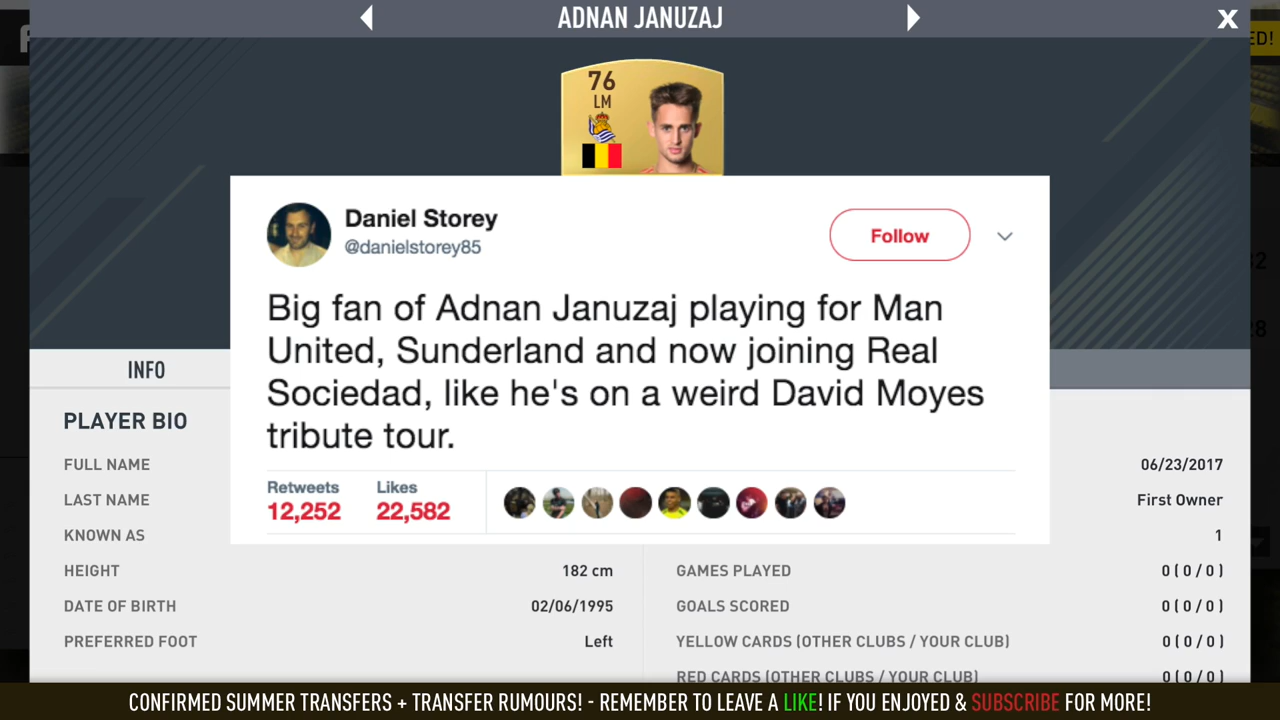 ADNAN JANUZAJ
X
ED!
76
LM
Daniel Storey
@danielstorey85
Follow
Big fan of Adnan Januzaj playing for Man
United, Sunderland and now joining Real
Sociedad, like he's on a weird David Moyes
tribute tour.
Retweets Likes
12,252 22,582
INFO
PLAYER BIO
FULL NAME 06/23/2017
LAST NAME First Owner
KNOWN AS 1
HEIGHT 182 cm GAMES PLAYED 0 ( 0 / 0 )
DATE OF BIRTH 02/06/1995 GOALS SCORED 0 ( 0 / 0 )
PREFERRED FOOT Left YELLOW CARDS (OTHER CLUBS / YOUR CLUB) 0 ( 0 / 0 )
RED CARDS (OTHER CLUBS / YOUR CLUB) 0 ( 0 / 0 )
CONFIRMED SUMMER TRANSFERS + TRANSFER RUMOURS! - REMEMBER TO LEAVE A LIKE! IF YOU ENJOYED & SUBSCRIBE FOR MORE!